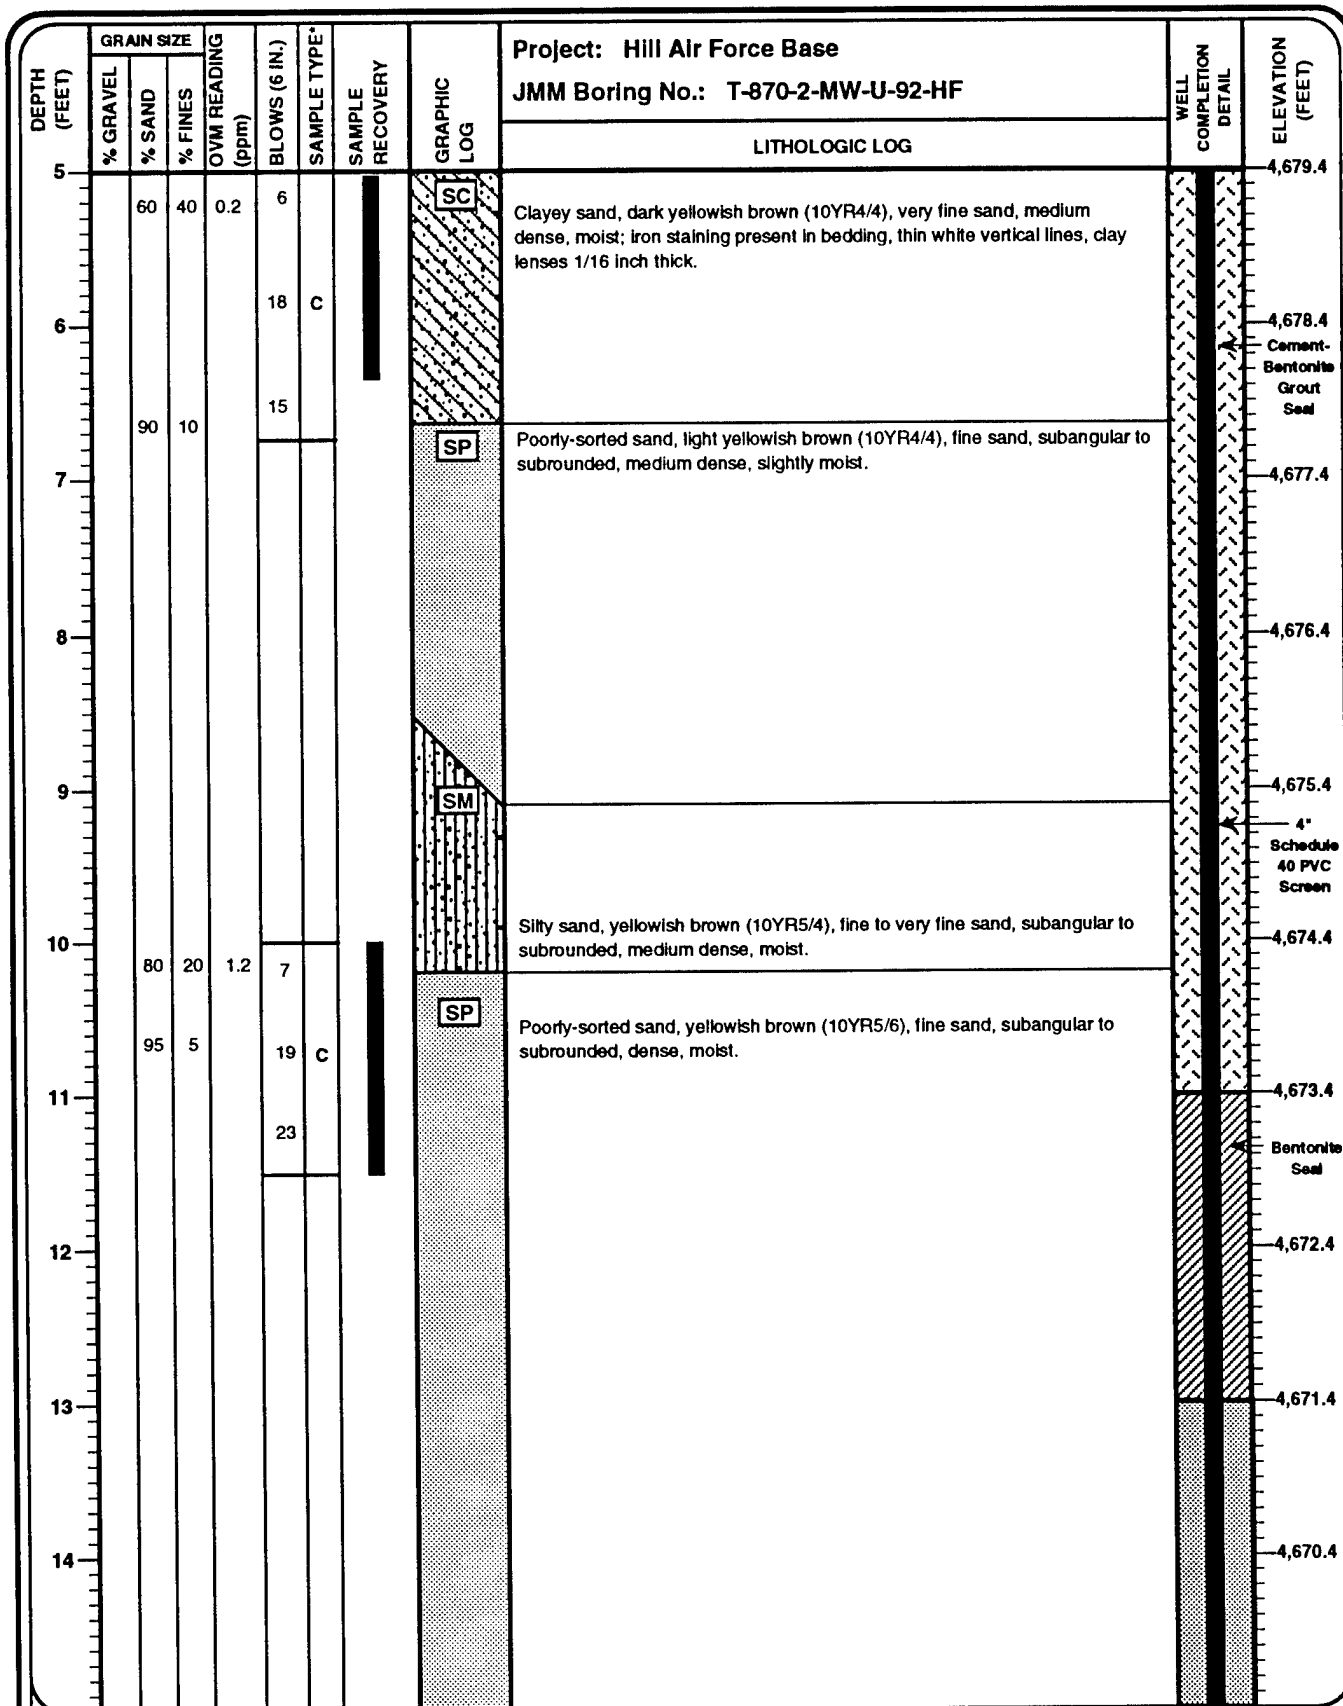 Project: Hill Air Force Base
JMM Boring No.: T-870-2-MW-U-92-HF
DEPTH (FEET)
GRAIN SIZE
% GRAVEL
% SAND
% FINES
OVM READING (ppm)
BLOWS (6 IN.)
SAMPLE TYPE*
SAMPLE RECOVERY
GRAPHIC LOG
LITHOLOGIC LOG
WELL COMPLETION DETAIL
ELEVATION (FEET)
5
4,679.4
60 40 0.2 6
SC
Clayey sand, dark yellowish brown (10YR4/4), very fine sand, medium
dense, moist; iron staining present in bedding, thin white vertical lines, clay
lenses 1/16 inch thick.
18 C
6
4,678.4
Cement-
Bentonite
Grout
Seal
15
90 10
SP
Poorly-sorted sand, light yellowish brown (10YR4/4), fine sand, subangular to
subrounded, medium dense, slightly moist.
7
4,677.4
8
4,676.4
9
4,675.4
SM
4"
Schedule
40 PVC
Screen
Silty sand, yellowish brown (10YR5/4), fine to very fine sand, subangular to
subrounded, medium dense, moist.
10
4,674.4
80 20 1.2 7
SP
Poorly-sorted sand, yellowish brown (10YR5/6), fine sand, subangular to
subrounded, dense, moist.
95 5
19 C
11
4,673.4
23
Bentonite
Seal
12
4,672.4
13
4,671.4
14
4,670.4